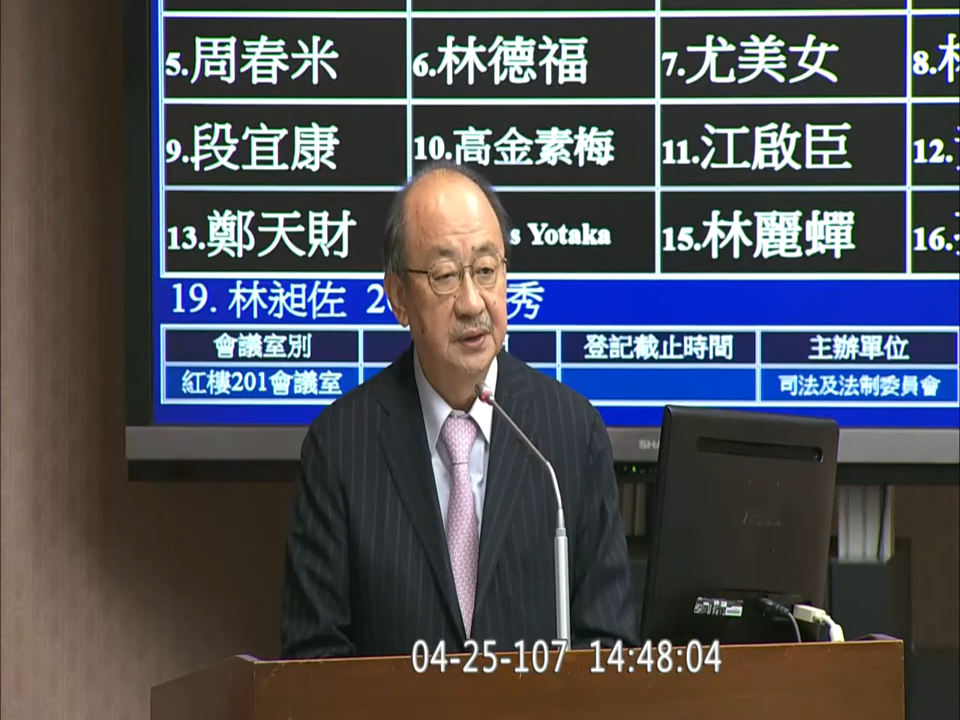 5.周春米 6.林德福 7.尤美女 8.林
9.段宜康 10.高金素梅 11.江啟臣 12.
13.鄭天財 s Yotaka 15.林麗蟬 16.
19. 林昶佐 2 秀
會議室別 登記截止時間 主辦單位
紅樓201會議室 司法及法制委員會
SHA
04-25-107 14:48:04